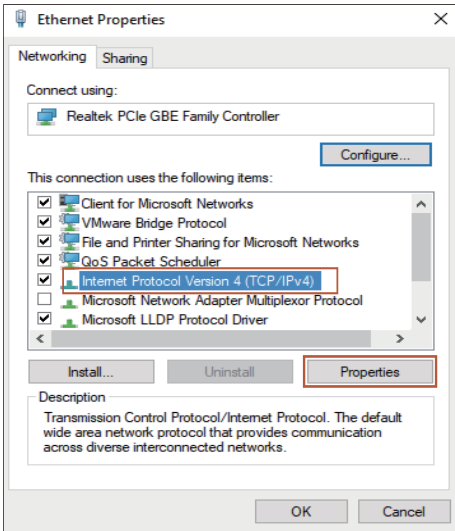 Ethernet Properties
Networking
Sharing
Connect using:
Realtek PCIe GBE Family Controller
Configure...
This connection uses the following items:
Client for Microsoft Networks
VMware Bridge Protocol
File and Printer Sharing for Microsoft Networks
QoS Packet Scheduler
Internet Protocol Version 4 (TCP/IPv4)
Microsoft Network Adapter Multiplexor Protocol
Microsoft LLDP Protocol Driver
Install...
Uninstall
Properties
Description
Transmission Control Protocol/Internet Protocol. The default
wide area network protocol that provides communication
across diverse interconnected networks.
OK
Cancel